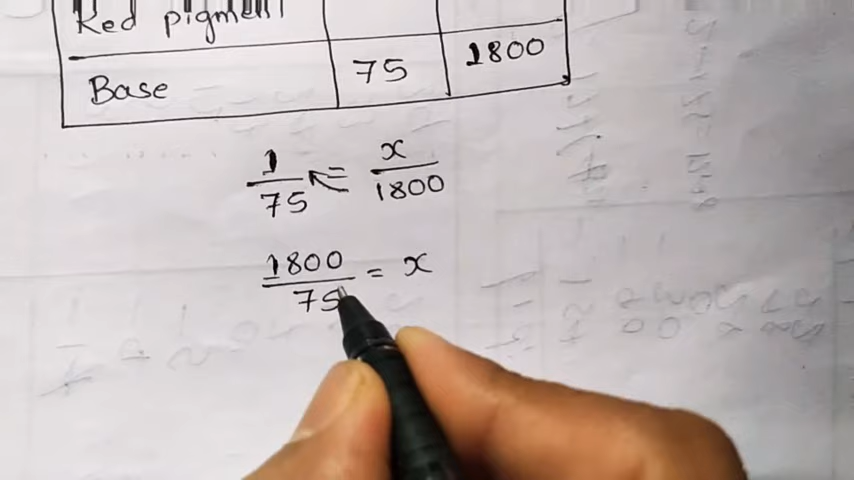 Red pigment
Base 75 1800
1/75 = x/1800
1800/75 = x